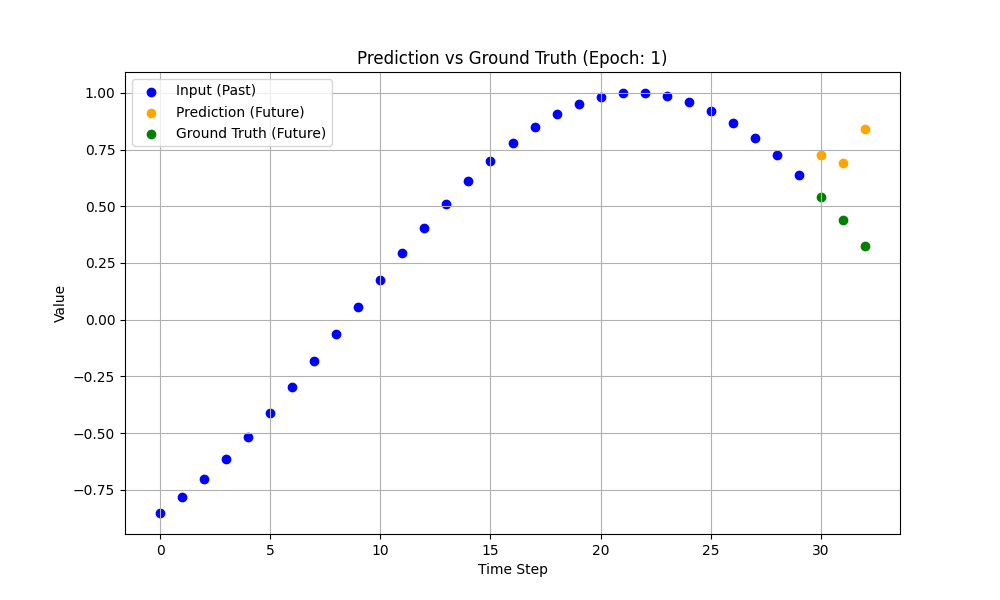 Prediction vs Ground Truth (Epoch: 1)
Input (Past)
Prediction (Future)
Ground Truth (Future)
1.00
0.75
0.50
0.25
0.00
−0.25
−0.50
−0.75
Value
0 5 10 15 20 25 30
Time Step